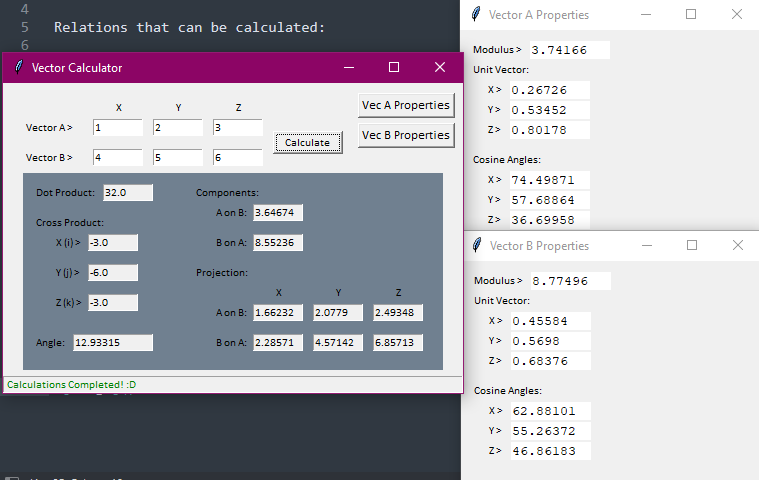 4
5 Relations that can be calculated:
6
Vector Calculator
X Y Z
Vector A > 1 2 3
Vector B > 4 5 6
Calculate
Vec A Properties
Vec B Properties
Dot Product: 32.0
Cross Product:
X (i) > -3.0
Y (j) > -6.0
Z (k) > -3.0
Angle: 12.93315
Components:
A on B: 3.64674
B on A: 8.55236
Projection:
X Y Z
A on B: 1.66232 2.0779 2.49348
B on A: 2.28571 4.57142 6.85713
Calculations Completed! :D
Vector A Properties
Modulus > 3.74166
Unit Vector:
X > 0.26726
Y > 0.53452
Z > 0.80178
Cosine Angles:
X > 74.49871
Y > 57.68864
Z > 36.69958
Vector B Properties
Modulus > 8.77496
Unit Vector:
X > 0.45584
Y > 0.5698
Z > 0.68376
Cosine Angles:
X > 62.88101
Y > 55.26372
Z > 46.86183